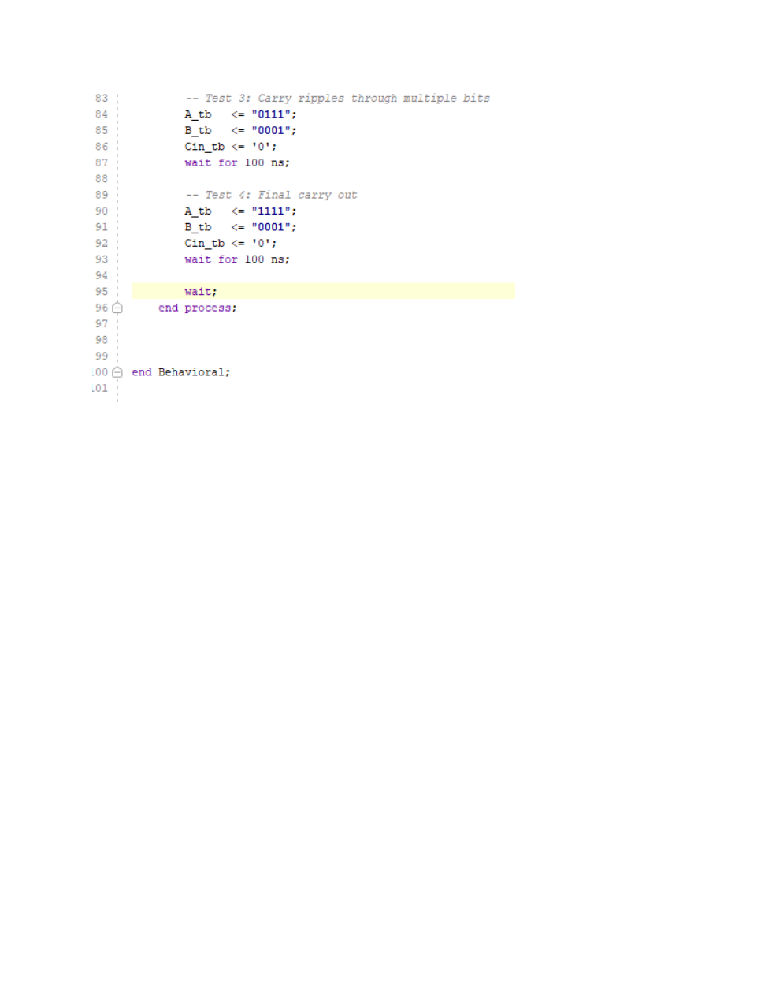 83 -- Test 3: Carry ripples through multiple bits
84 A_tb <= "0111";
85 B_tb <= "0001";
86 Cin_tb <= '0';
87 wait for 100 ns;
88
89 -- Test 4: Final carry out
90 A_tb <= "1111";
91 B_tb <= "0001";
92 Cin_tb <= '0';
93 wait for 100 ns;
94
95 wait;
96 end process;
97
98
99
.00 end Behavioral;
.01